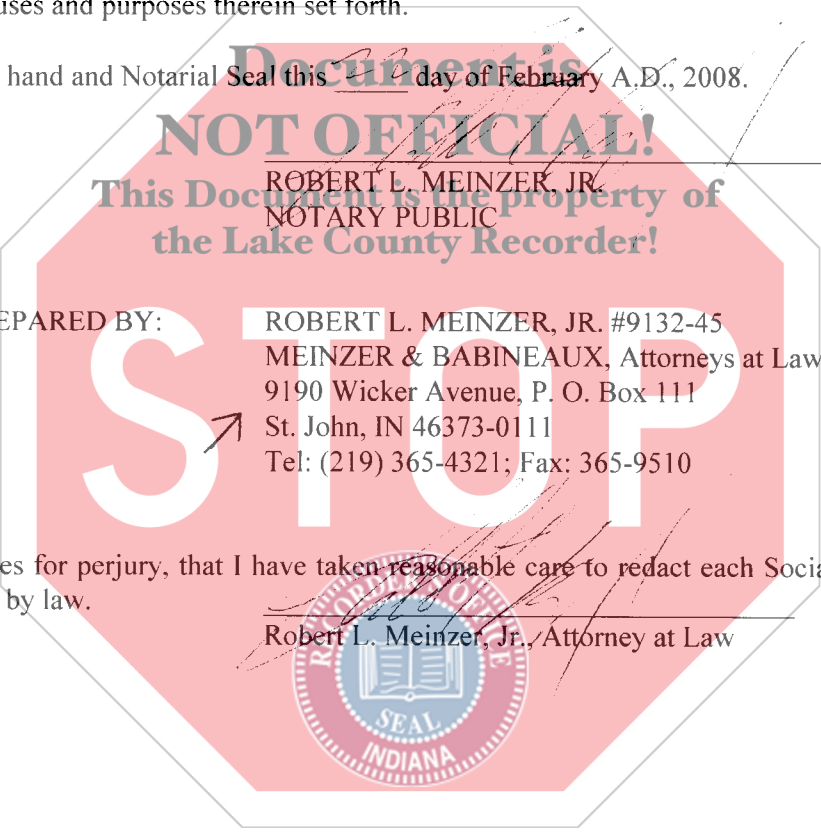 uses and purposes therein set forth.
Document is
hand and Notarial Seal this 22 day of February A.D., 2008.
NOT OFFICIAL!
ROBERT L. MEINZER, JR.
This Document is the property of
NOTARY PUBLIC
the Lake County Recorder!
EPARED BY: ROBERT L. MEINZER, JR. #9132-45
MEINZER & BABINEAUX, Attorneys at Law
9190 Wicker Avenue, P. O. Box 111
St. John, IN 46373-0111
Tel: (219) 365-4321; Fax: 365-9510
STOP
es for perjury, that I have taken reasonable care to redact each Socia
by law.
Robert L. Meinzer, Jr., Attorney at Law
RECORDER'S OFFICE
SEAL
INDIANA